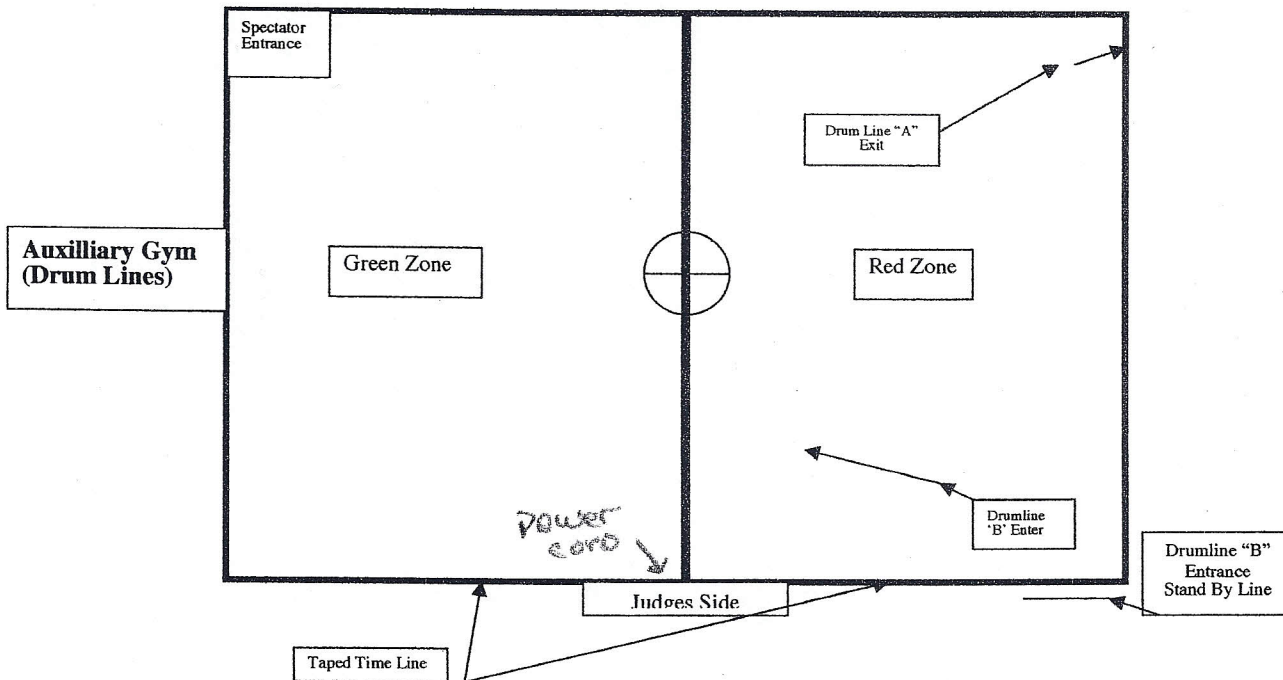 Spectator
Entrance
Drum Line "A"
Exit
Auxilliary Gym
(Drum Lines)
Green Zone
Red Zone
power
cord
Drumline
'B' Enter
Drumline "B"
Entrance
Stand By Line
Judges Side
Taped Time Line